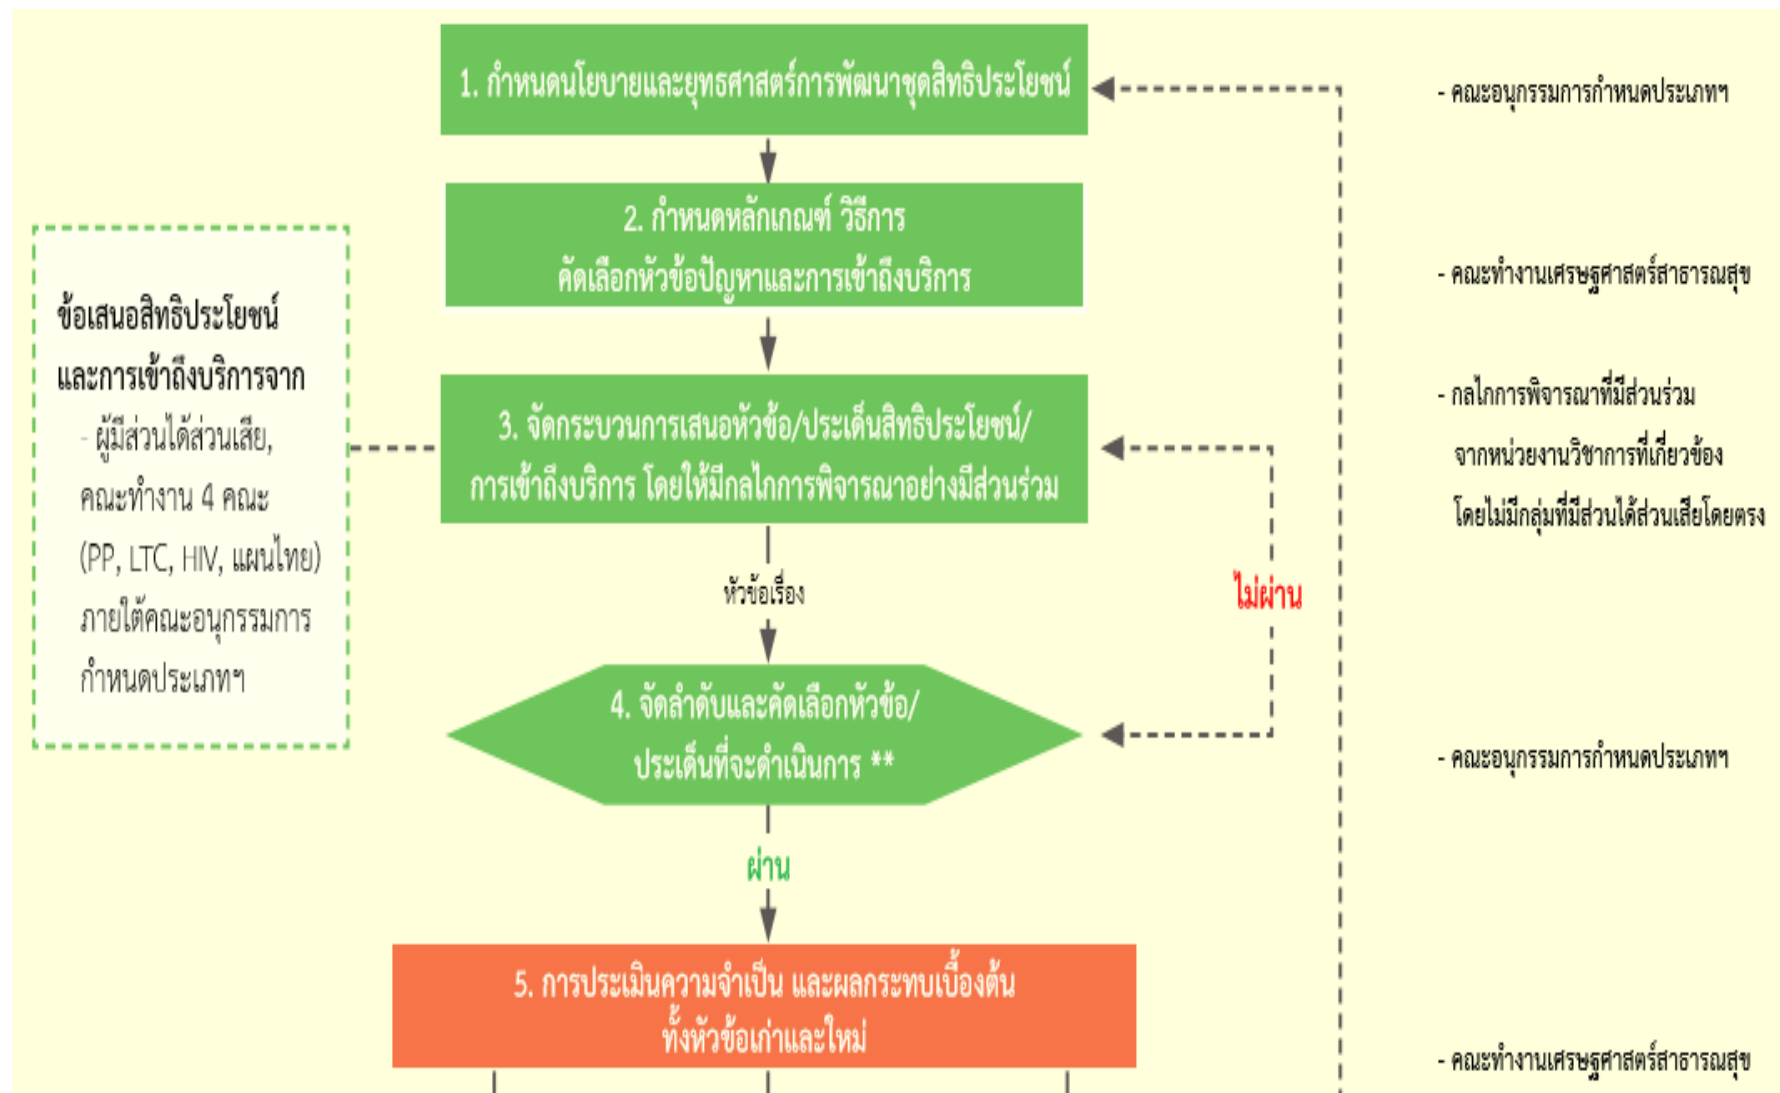 1. กำหนดนโยบายและยุทธศาสตร์การพัฒนาชุดสิทธิประโยชน์
- คณะอนุกรรมการกำหนดประเภทฯ
2. กำหนดหลักเกณฑ์ วิธีการ
คัดเลือกหัวข้อปัญหาและการเข้าถึงบริการ
- คณะทำงานเศรษฐศาสตร์สาธารณสุข
ข้อเสนอสิทธิประโยชน์
และการเข้าถึงบริการจาก
- ผู้มีส่วนได้ส่วนเสีย,
คณะทำงาน 4 คณะ
(PP, LTC, HIV, แผนไทย)
ภายใต้คณะอนุกรรมการ
กำหนดประเภทฯ
3. จัดกระบวนการเสนอหัวข้อ/ประเด็นสิทธิประโยชน์/
การเข้าถึงบริการ โดยให้มีกลไกการพิจารณาอย่างมีส่วนร่วม
- กลไกการพิจารณาที่มีส่วนร่วม
จากหน่วยงานวิชาการที่เกี่ยวข้อง
โดยไม่มีกลุ่มที่มีส่วนได้ส่วนเสียโดยตรง
หัวข้อเรื่อง
ไม่ผ่าน
4. จัดลำดับและคัดเลือกหัวข้อ/
ประเด็นที่จะดำเนินการ **
- คณะอนุกรรมการกำหนดประเภทฯ
ผ่าน
5. การประเมินความจำเป็น และผลกระทบเบื้องต้น
ทั้งหัวข้อเก่าและใหม่
- คณะทำงานเศรษฐศาสตร์สาธารณสุข